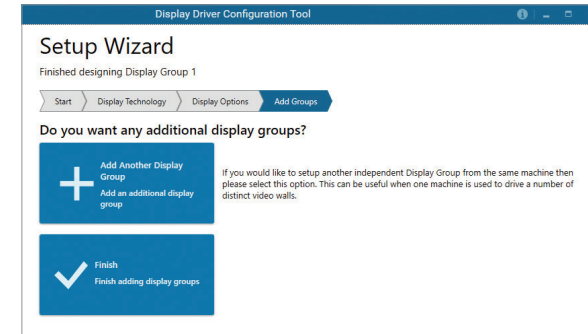 Display Driver Configuration Tool
Setup Wizard
Finished designing Display Group 1
Start
Display Technology
Display Options
Add Groups
Do you want any additional display groups?
Add Another Display
Group
Add an additional display
group
If you would like to setup another independent Display Group from the same machine then
please select this option. This can be useful when one machine is used to drive a number of
distinct video walls.
Finish
Finish adding display groups